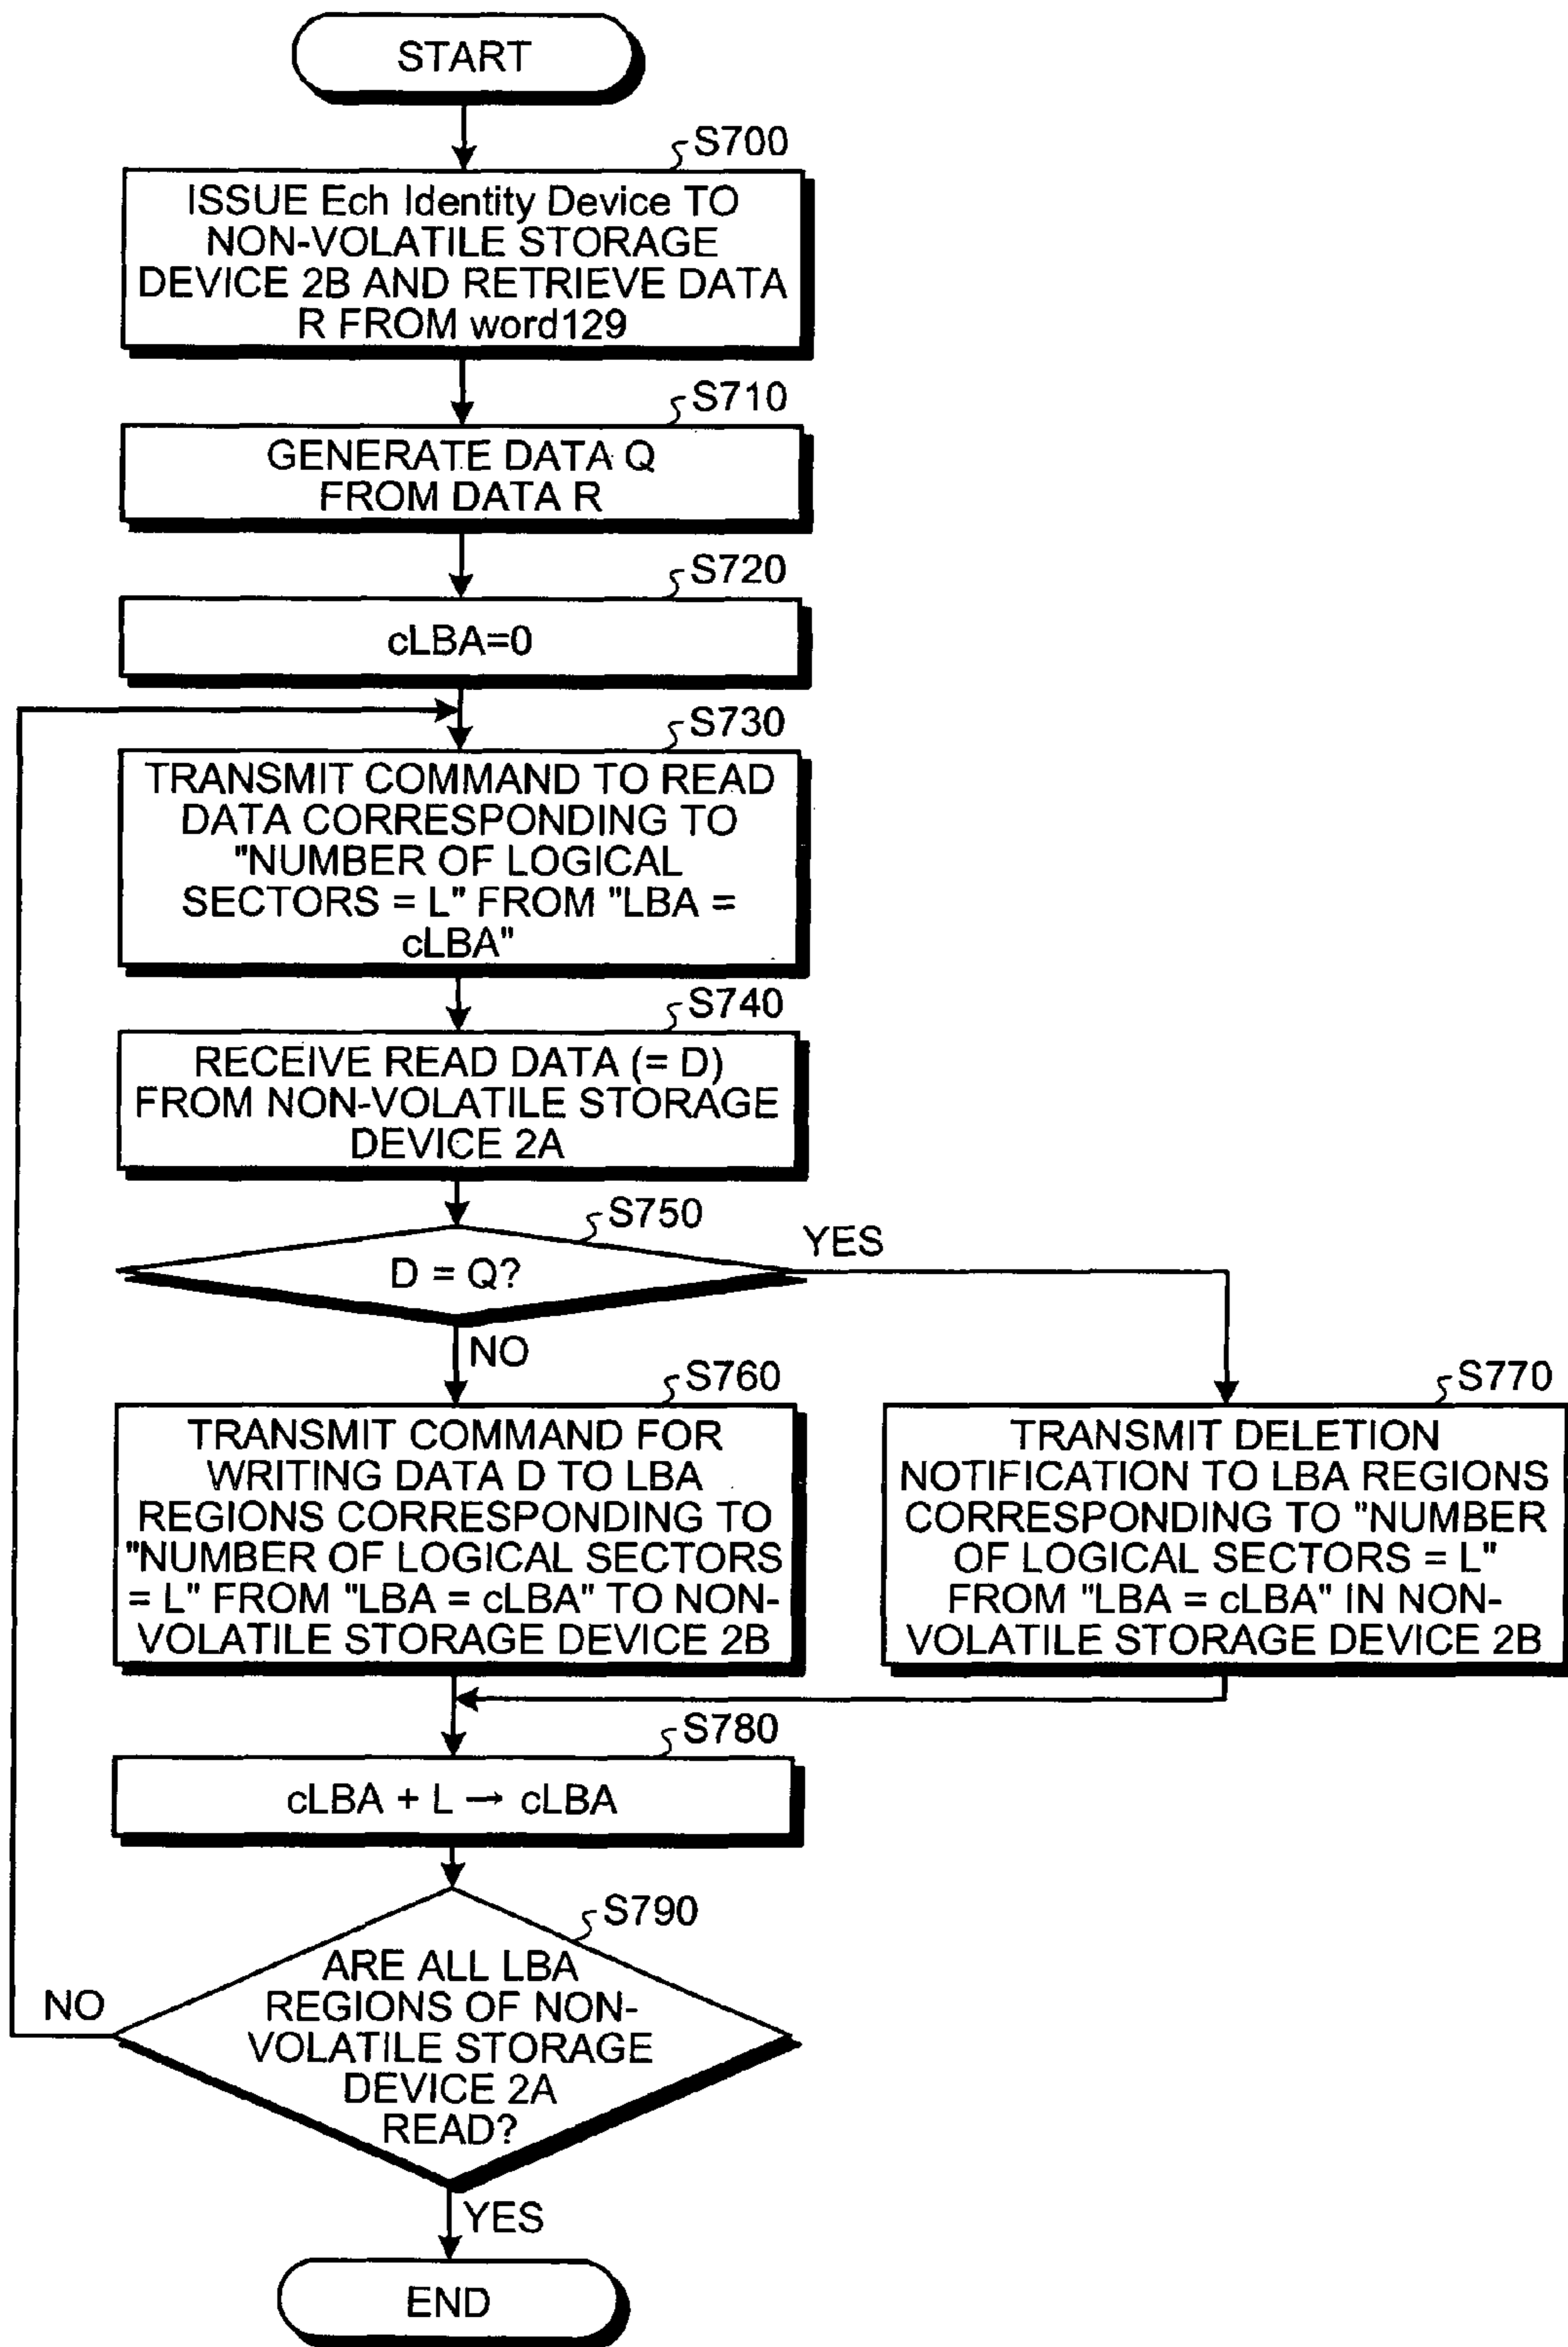 START
S700
ISSUE Ech Identity Device TO
NON-VOLATILE STORAGE
DEVICE 2B AND RETRIEVE DATA
R FROM word129
S710
GENERATE DATA Q
FROM DATA R
S720
cLBA=0
S730
TRANSMIT COMMAND TO READ
DATA CORRESPONDING TO
"NUMBER OF LOGICAL
SECTORS = L" FROM "LBA =
cLBA"
S740
RECEIVE READ DATA (= D)
FROM NON-VOLATILE STORAGE
DEVICE 2A
S750
D = Q?
YES
NO
S760
TRANSMIT COMMAND FOR
WRITING DATA D TO LBA
REGIONS CORRESPONDING TO
"NUMBER OF LOGICAL SECTORS
= L" FROM "LBA = cLBA" TO NON-
VOLATILE STORAGE DEVICE 2B
S770
TRANSMIT DELETION
NOTIFICATION TO LBA REGIONS
CORRESPONDING TO "NUMBER
OF LOGICAL SECTORS = L"
FROM "LBA = cLBA" IN NON-
VOLATILE STORAGE DEVICE 2B
S780
cLBA + L → cLBA
S790
ARE ALL LBA
REGIONS OF NON-
VOLATILE STORAGE
DEVICE 2A
READ?
NO
YES
END